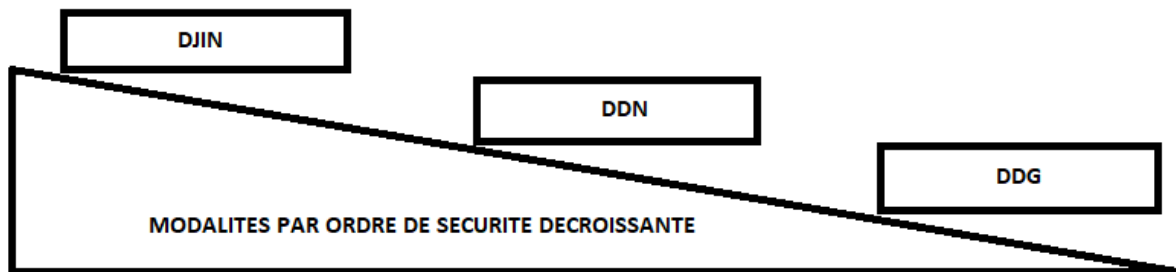 DJIN
DDN
DDG
MODALITES PAR ORDRE DE SECURITE DECROISSANTE